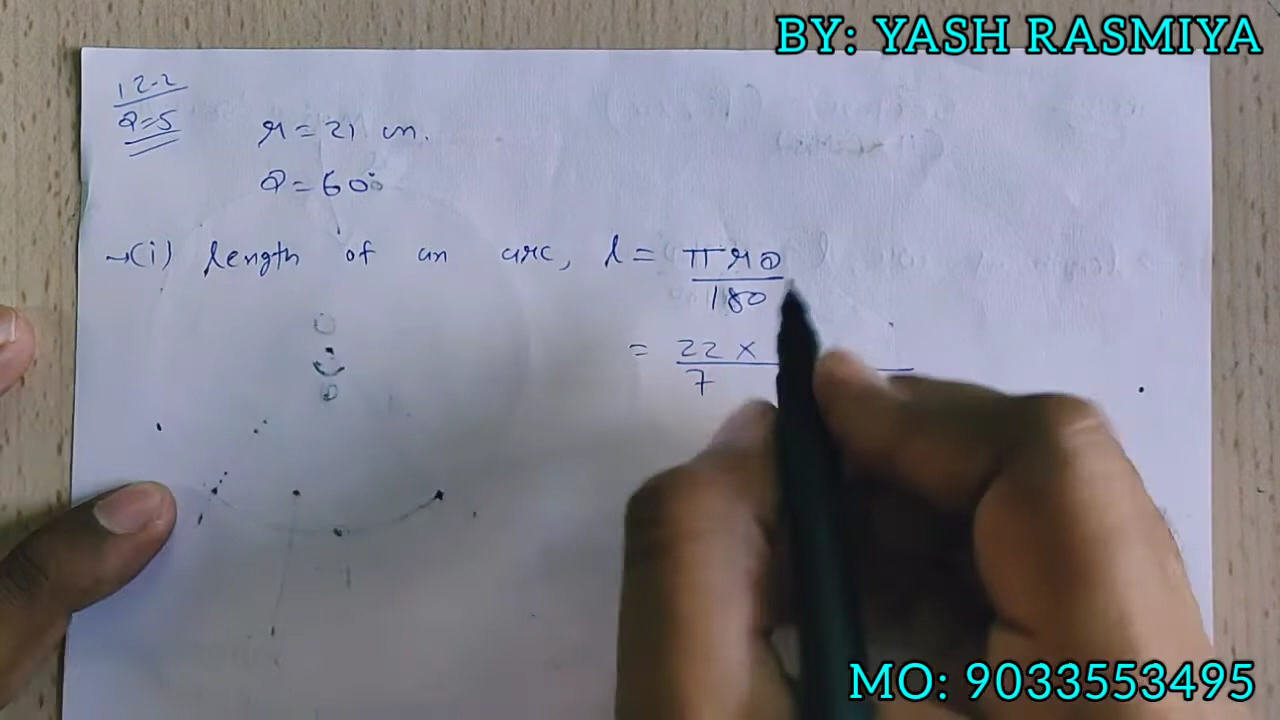 BY: YASH RASMIYA
12.2
Q=5
r = 21 cm.
θ = 60°
→(i) length of an arc, l = πrθ
180
= 22 ×
7
MO: 9033553495